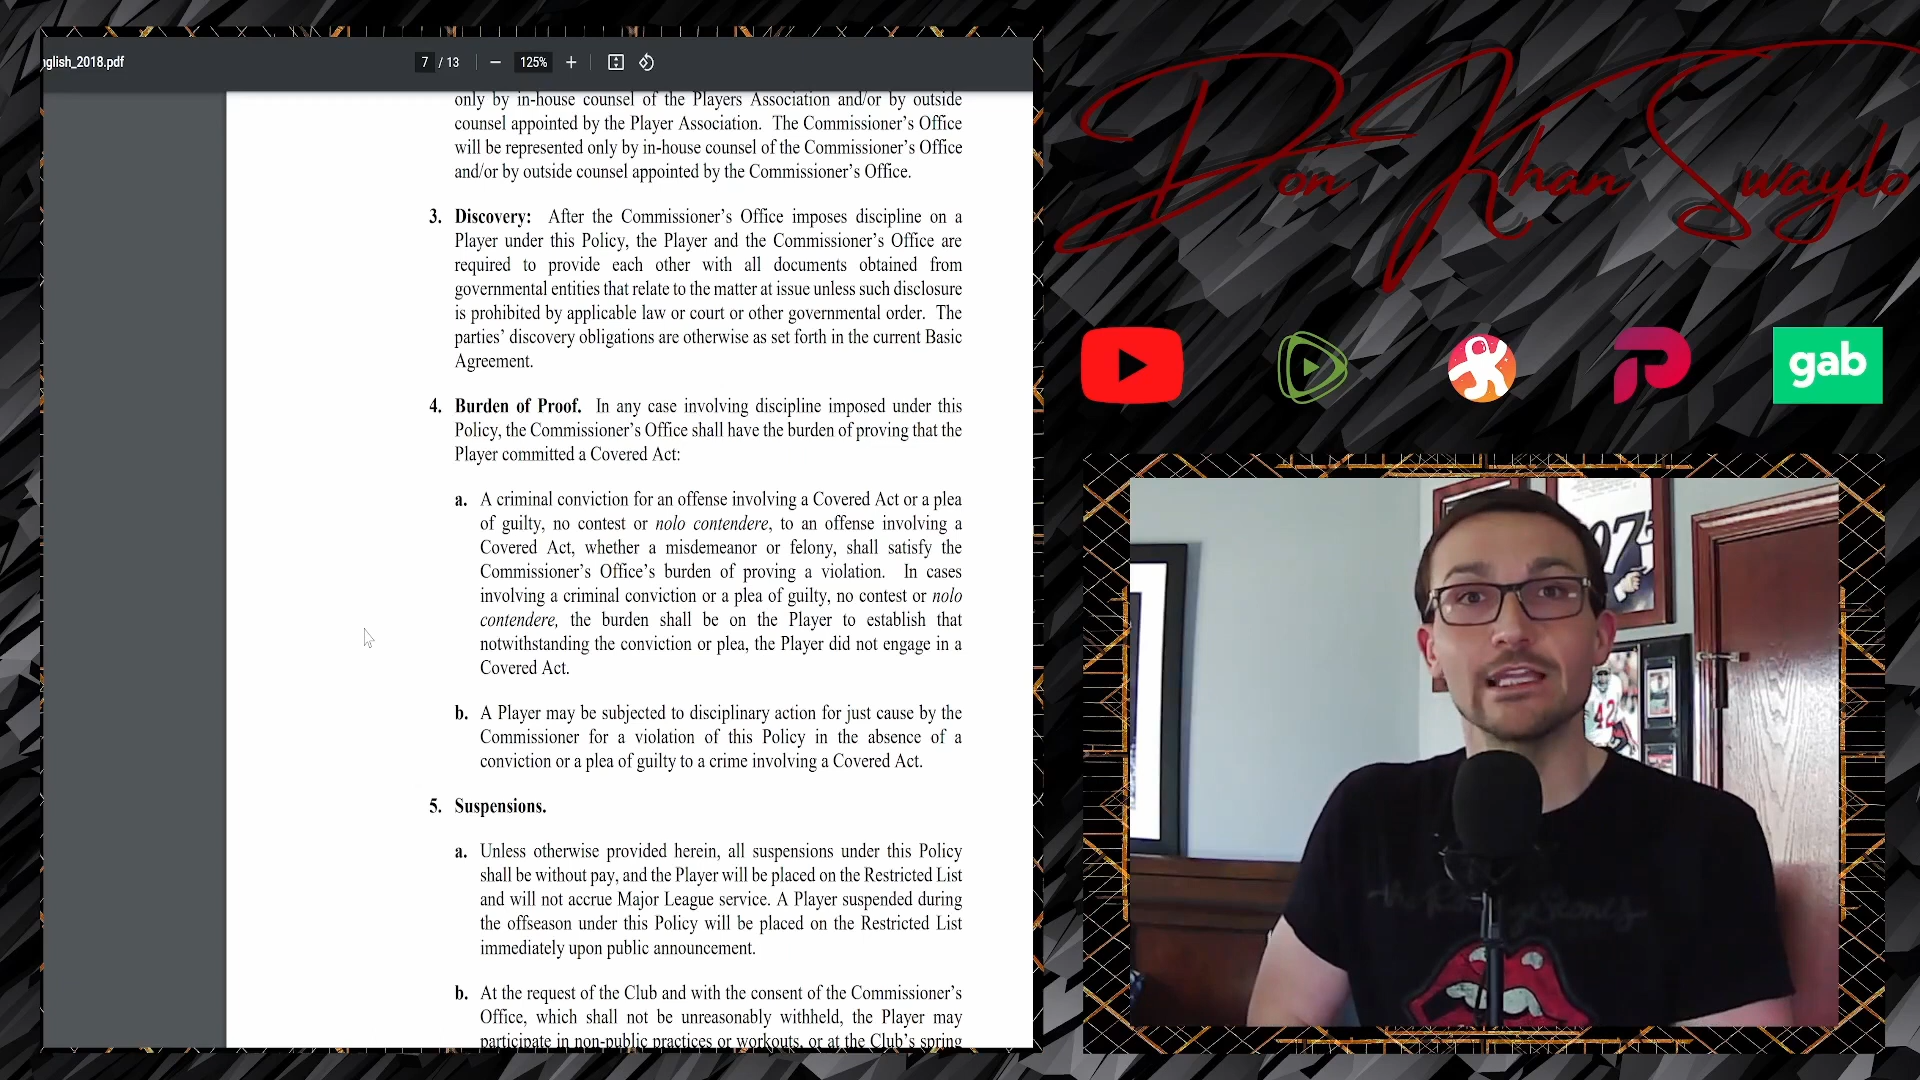 nglish_2018.pdf
7 / 13
125%
only by in-house counsel of the Players Association and/or by outside
counsel appointed by the Player Association. The Commissioner's Office
will be represented only by in-house counsel of the Commissioner's Office
and/or by outside counsel appointed by the Commissioner's Office.
3. Discovery: After the Commissioner's Office imposes discipline on a
Player under this Policy, the Player and the Commissioner's Office are
required to provide each other with all documents obtained from
governmental entities that relate to the matter at issue unless such disclosure
is prohibited by applicable law or court or other governmental order. The
parties' discovery obligations are otherwise as set forth in the current Basic
Agreement.
4. Burden of Proof. In any case involving discipline imposed under this
Policy, the Commissioner's Office shall have the burden of proving that the
Player committed a Covered Act:
a. A criminal conviction for an offense involving a Covered Act or a plea
of guilty, no contest or nolo contendere, to an offense involving a
Covered Act, whether a misdemeanor or felony, shall satisfy the
Commissioner's Office's burden of proving a violation. In cases
involving a criminal conviction or a plea of guilty, no contest or nolo
contendere, the burden shall be on the Player to establish that
notwithstanding the conviction or plea, the Player did not engage in a
Covered Act.
b. A Player may be subjected to disciplinary action for just cause by the
Commissioner for a violation of this Policy in the absence of a
conviction or a plea of guilty to a crime involving a Covered Act.
5. Suspensions.
a. Unless otherwise provided herein, all suspensions under this Policy
shall be without pay, and the Player will be placed on the Restricted List
and will not accrue Major League service. A Player suspended during
the offseason under this Policy will be placed on the Restricted List
immediately upon public announcement.
b. At the request of the Club and with the consent of the Commissioner's
Office, which shall not be unreasonably withheld, the Player may
participate in non-public practices or workouts, or at the Club's spring
Don Khan Swaylo
gab
97
42